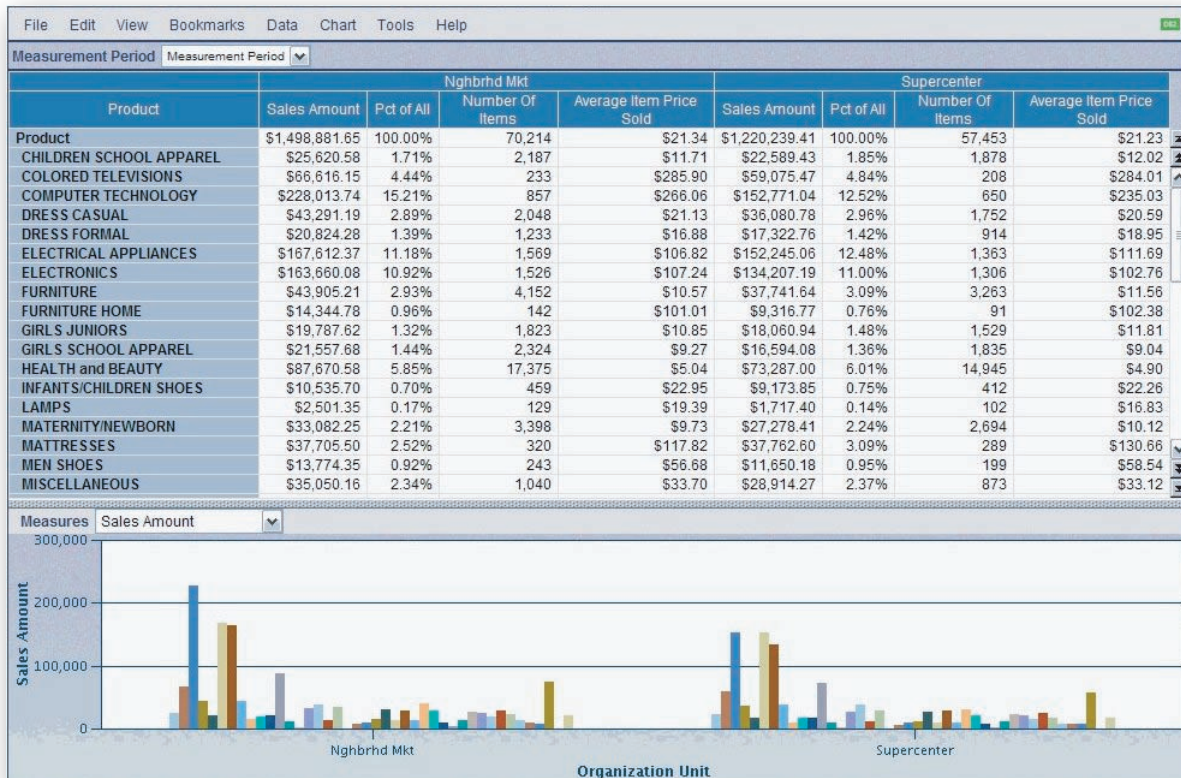 File Edit View Bookmarks Data Chart Tools Help
Measurement Period Measurement Period
Nghbrhd Mkt Supercenter
Product Sales Amount Pct of All Number Of Items Average Item Price Sold Sales Amount Pct of All Number Of Items Average Item Price Sold
Product $1,498,881.65 100.00% 70,214 $21.34 $1,220,239.41 100.00% 57,453 $21.23
CHILDREN SCHOOL APPAREL $25,620.58 1.71% 2,187 $11.71 $22,589.43 1.85% 1,878 $12.02
COLORED TELEVISIONS $66,616.15 4.44% 233 $285.90 $59,075.47 4.84% 208 $284.01
COMPUTER TECHNOLOGY $228,013.74 15.21% 857 $266.06 $152,771.04 12.52% 650 $235.03
DRESS CASUAL $43,291.19 2.89% 2,048 $21.13 $36,080.78 2.96% 1,752 $20.59
DRESS FORMAL $20,824.28 1.39% 1,233 $16.88 $17,322.76 1.42% 914 $18.95
ELECTRICAL APPLIANCES $167,612.37 11.18% 1,569 $106.82 $152,245.06 12.48% 1,363 $111.69
ELECTRONICS $163,660.08 10.92% 1,526 $107.24 $134,207.19 11.00% 1,306 $102.76
FURNITURE $43,905.21 2.93% 4,152 $10.57 $37,741.64 3.09% 3,263 $11.56
FURNITURE HOME $14,344.78 0.96% 142 $101.01 $9,316.77 0.76% 91 $102.38
GIRLS JUNIORS $19,787.62 1.32% 1,823 $10.85 $18,060.94 1.48% 1,529 $11.81
GIRLS SCHOOL APPAREL $21,557.68 1.44% 2,324 $9.27 $16,594.08 1.36% 1,835 $9.04
HEALTH and BEAUTY $87,670.58 5.85% 17,375 $5.04 $73,287.00 6.01% 14,945 $4.90
INFANTS/CHILDREN SHOES $10,535.70 0.70% 459 $22.95 $9,173.85 0.75% 412 $22.26
LAMPS $2,501.35 0.17% 129 $19.39 $1,717.40 0.14% 102 $16.83
MATERNITY/NEWBORN $33,082.25 2.21% 3,398 $9.73 $27,278.41 2.24% 2,694 $10.12
MATTRESSES $37,705.50 2.52% 320 $117.82 $37,762.60 3.09% 289 $130.66
MEN SHOES $13,774.35 0.92% 243 $56.68 $11,650.18 0.95% 199 $58.54
MISCELLANEOUS $35,050.16 2.34% 1,040 $33.70 $28,914.27 2.37% 873 $33.12
Measures Sales Amount
Sales Amount
300,000
200,000
100,000
0
Nghbrhd Mkt Supercenter
Organization Unit